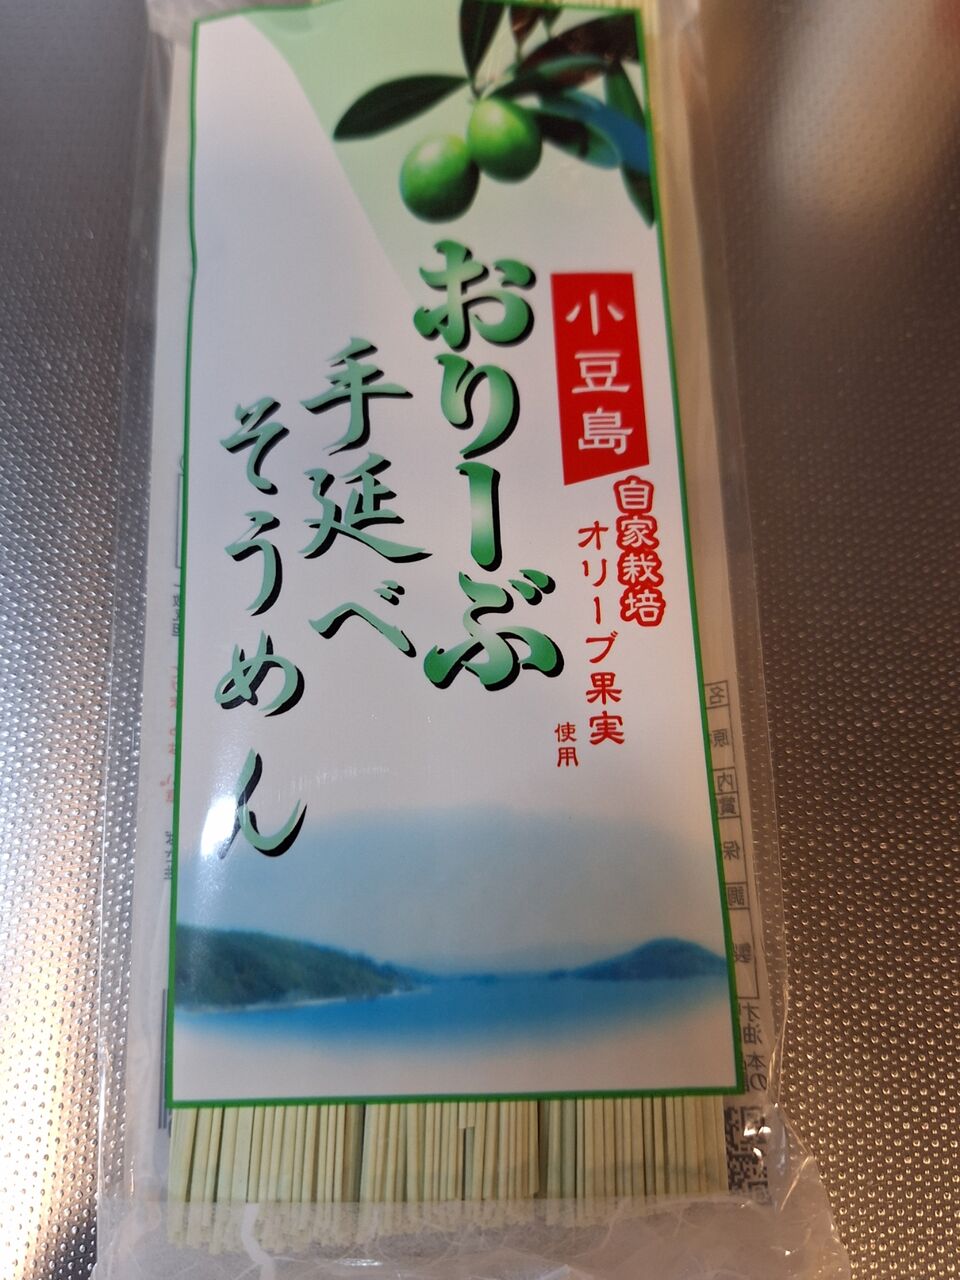 小豆島
自家栽培
オリーブ果実
使用
おりーぶ
手延べ
そうめん